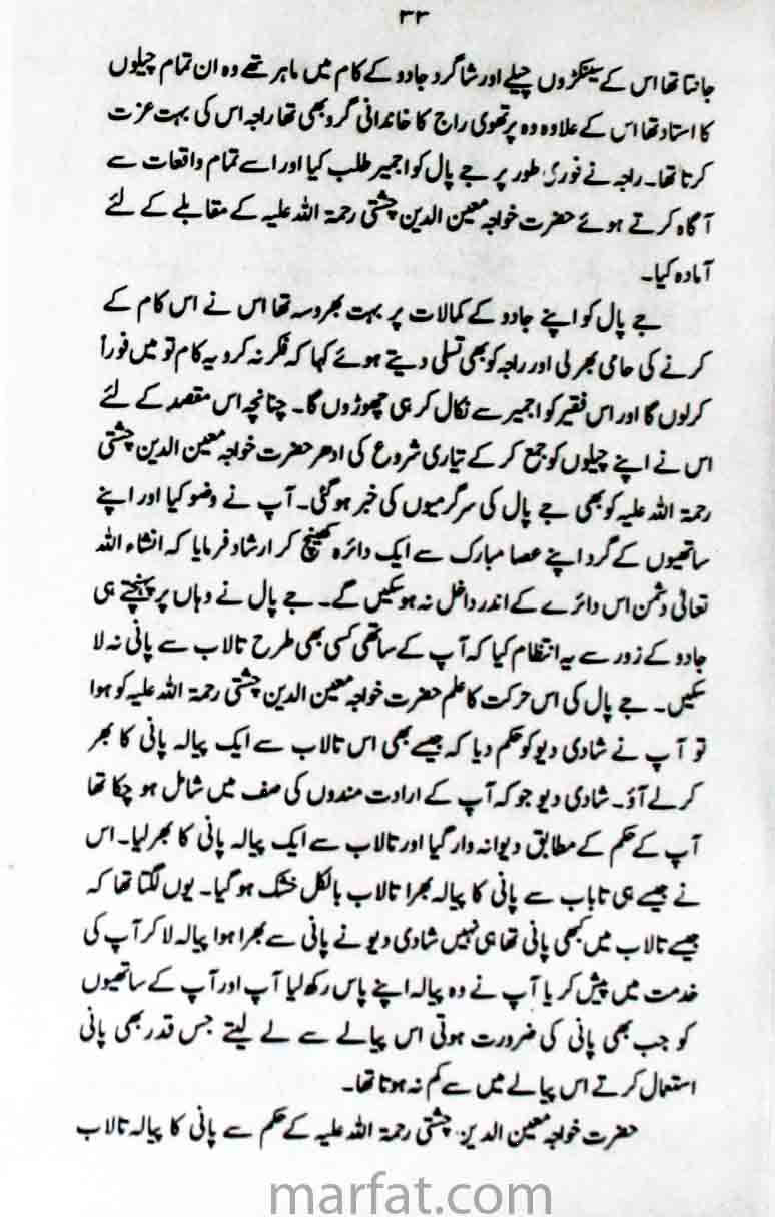 ۳۳
جانتا تھا اس کے سینکڑوں چیلے اور شاگرد جادو کے کام میں ماہر تھے وہ ان تمام چیلوں
کا استاد تھا اس کے علاوہ وہ پرتھوی راج کا خاندانی گرو بھی تھا راجہ اس کی بہت عزت
کرتا تھا۔ راجہ نے فوری طور پر جے پال کو اجمیر طلب کیا اور اسے تمام واقعات سے
آگاہ کرتے ہوئے حضرت خواجہ معین الدین چشتی رحمۃ اللہ علیہ کے مقابلے کے لئے
آمادہ کیا۔
جے پال کو اپنے جادو کے کمالات پر بہت بھروسہ تھا اس نے اس کام کے
کرنے کی حامی بھر لی اور راجہ کو بھی تسلی دیتے ہوئے کہا کہ فکر نہ کرو یہ کام تو میں فوراً
کرلوں گا اور اس فقیر کو اجمیر سے نکال کر ہی چھوڑوں گا۔ چنانچہ اس مقصد کے لئے
اس نے اپنے چیلوں کو جمع کر کے تیاری شروع کی ادھر حضرت خواجہ معین الدین چشتی
رحمۃ اللہ علیہ کو بھی جے پال کی سرگرمیوں کی خبر ہوگئی۔ آپ نے وضو کیا اور اپنے
ساتھیوں کے گرد اپنے عصا مبارک سے ایک دائرہ کھینچ کر ارشاد فرمایا کہ انشاء اللہ
تعالیٰ دشمن اس دائرے کے اندر داخل نہ ہوسکیں گے۔ جے پال نے وہاں پر پہنچتے ہی
جادو کے زور سے یہ انتظام کیا کہ آپ کے ساتھی کسی بھی طرح تالاب سے پانی نہ لا
سکیں۔ جے پال کی اس حرکت کا علم حضرت خواجہ معین الدین چشتی رحمۃ اللہ علیہ کو ہوا
تو آپ نے شادی دیو کو حکم دیا کہ جیسے بھی اس تالاب سے ایک پیالہ پانی کا بھر
کر لے آؤ۔ شادی دیو جو کہ آپ کے ارادت مندوں کی صف میں شامل ہو چکا تھا
آپ کے حکم کے مطابق دیوانہ وار گیا اور تالاب سے ایک پیالہ پانی کا بھر لیا۔ اس
نے جیسے ہی تاباب سے پانی کا پیالہ بھرا تالاب بالکل خشک ہوگیا۔ یوں لگتا تھا کہ
جیسے تالاب میں کبھی پانی تھا ہی نہیں شادی دیو نے پانی سے بھرا ہوا پیالہ لا کر آپ کی
خدمت میں پیش کر یا آپ نے وہ پیالہ اپنے پاس رکھ لیا آپ اور آپ کے ساتھیوں
کو جب بھی پانی کی ضرورت ہوتی اس پیالے سے لے لیتے جس قدر بھی پانی
استعمال کرتے اس پیالے میں سے کم نہ ہوتا تھا۔
حضرت خواجہ معین الدین چشتی رحمۃ اللہ علیہ کے حکم سے پانی کا پیالہ تالاب
marfat.com